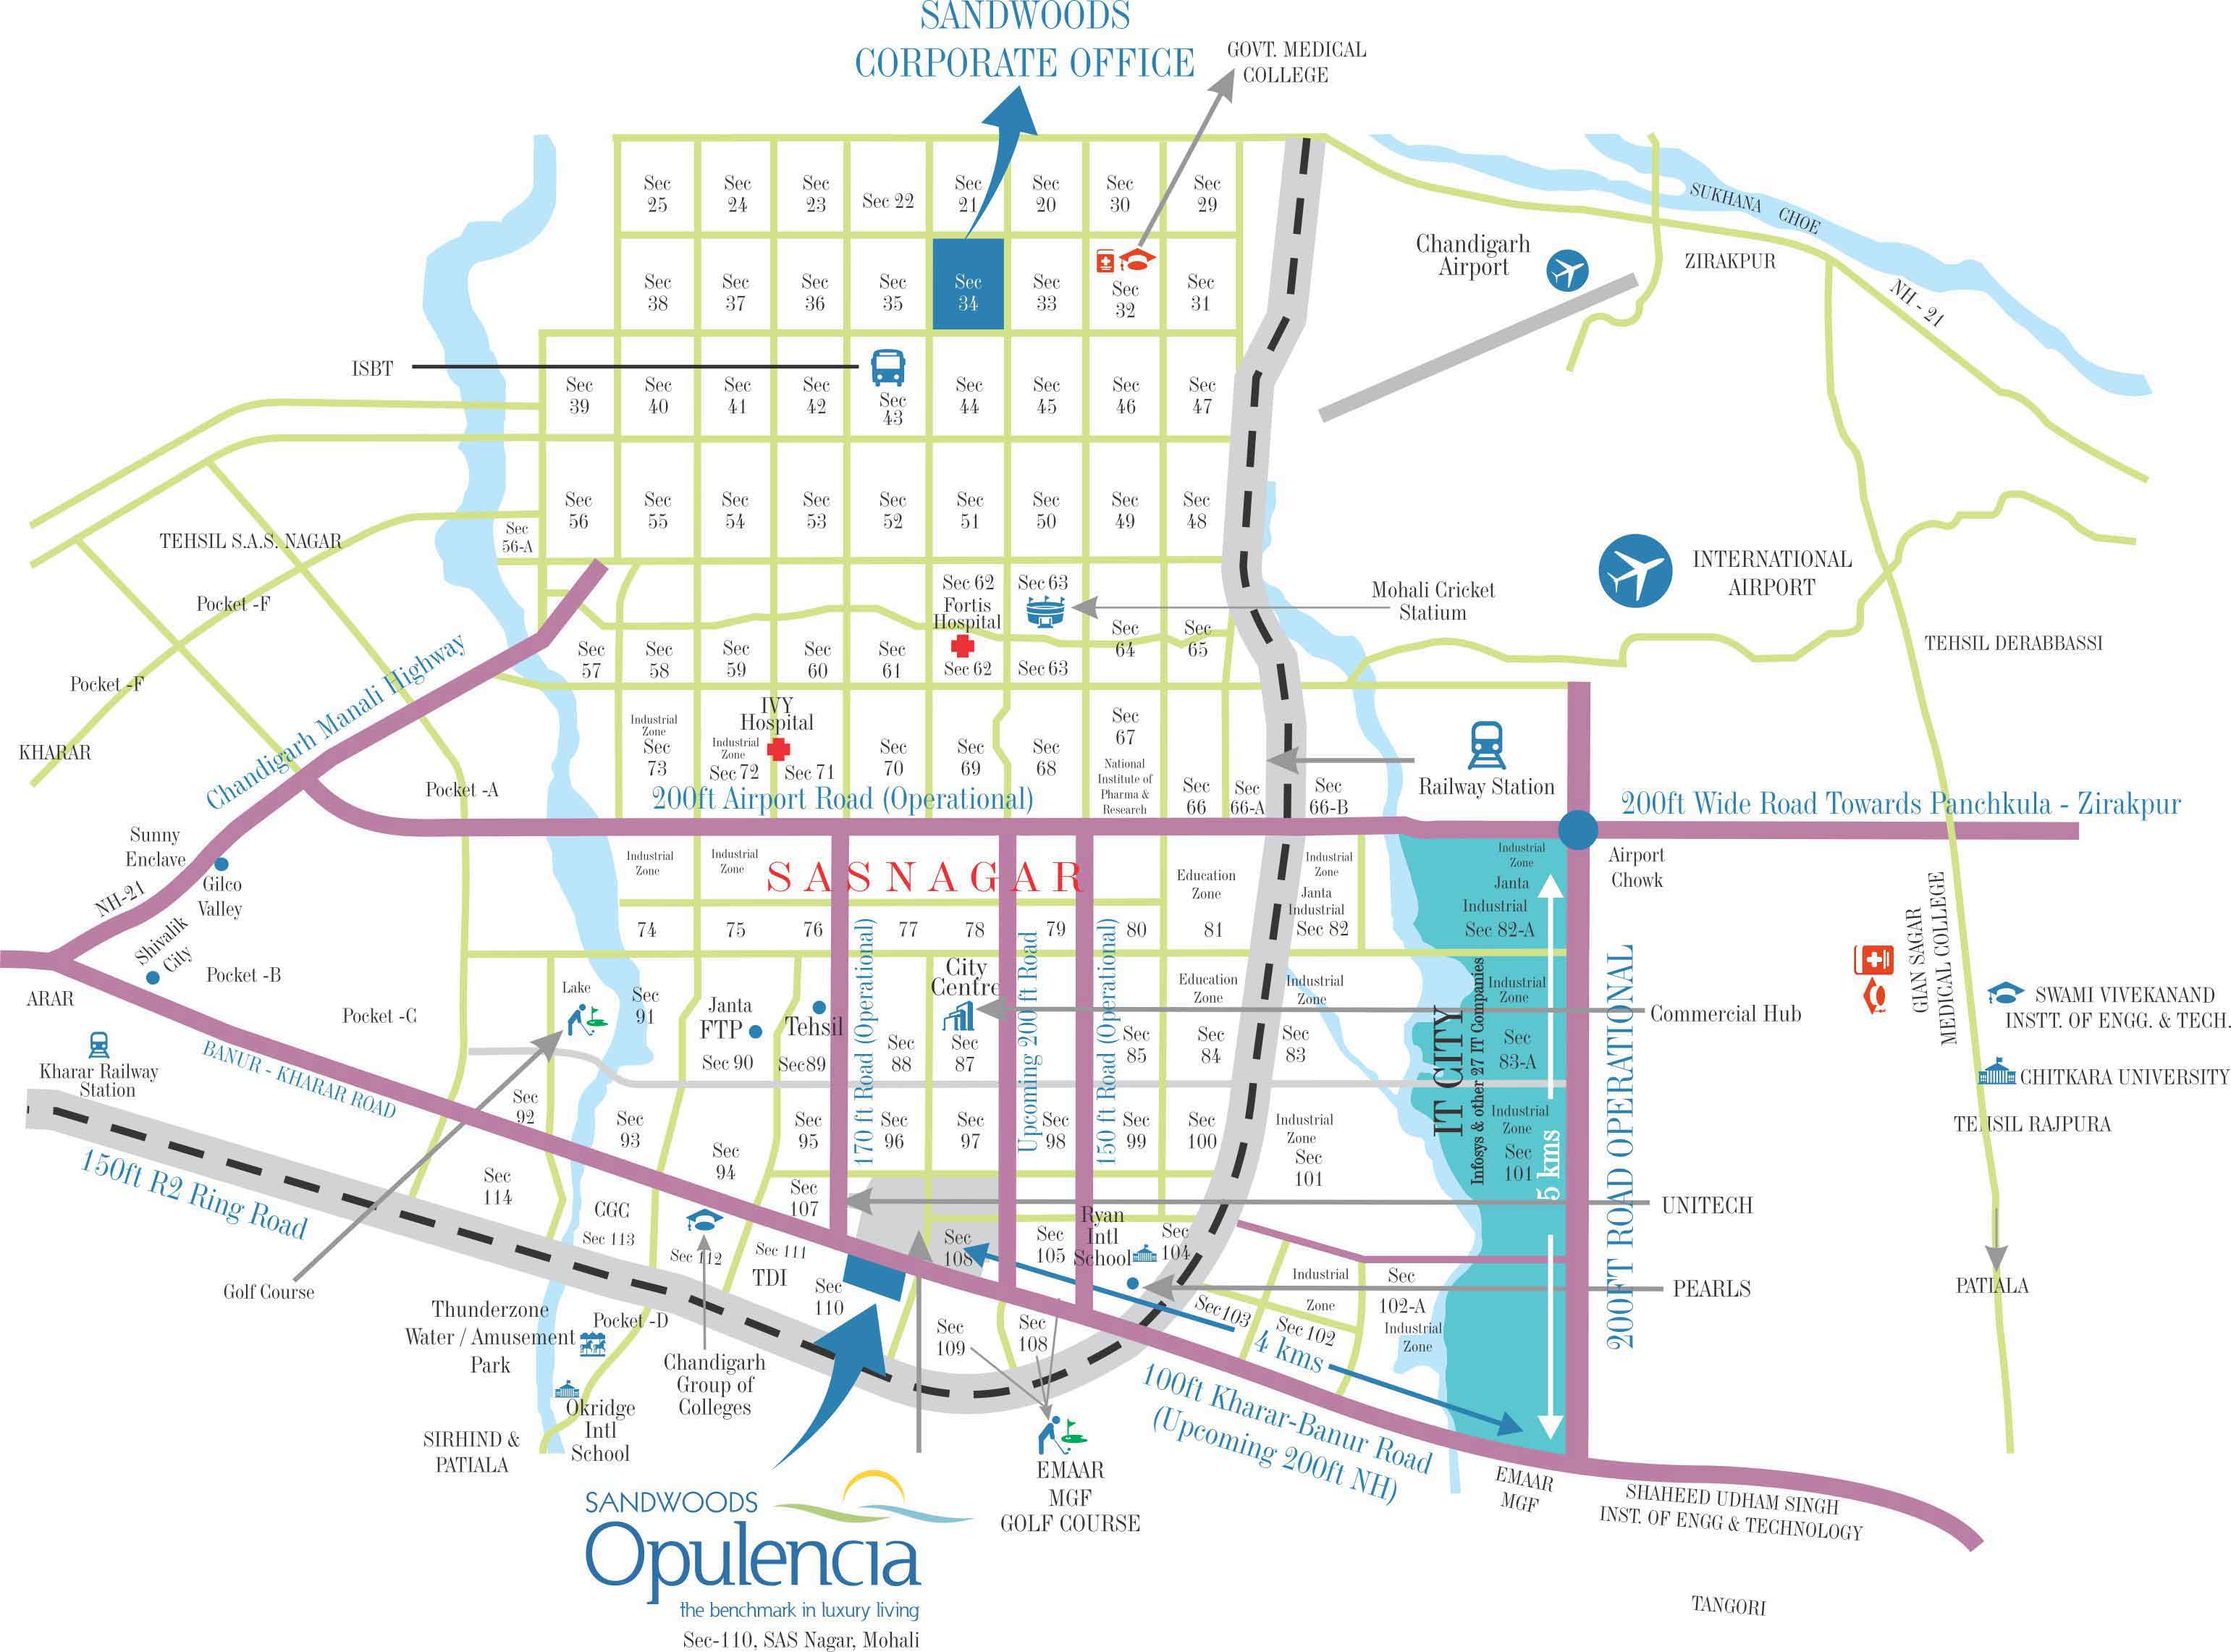 SANDWOODS
CORPORATE OFFICE
GOVT. MEDICAL
COLLEGE
Sec
25
Sec
24
Sec
23
Sec 22
Sec
21
Sec
20
Sec
30
Sec
29
SUKHANA CHOE
Chandigarh
Airport
ZIRAKPUR
NH - 21
Sec
38
Sec
37
Sec
36
Sec
35
Sec
34
Sec
33
Sec
32
Sec
31
ISBT
Sec
39
Sec
40
Sec
41
Sec
42
Sec
43
Sec
44
Sec
45
Sec
46
Sec
47
Sec
56-A
Sec
56
Sec
55
Sec
54
Sec
53
Sec
52
Sec
51
Sec
50
Sec
49
Sec
48
TEHSIL S.A.S. NAGAR
Pocket -F
Pocket -F
KHARAR
Chandigarh Manali Highway
INTERNATIONAL
AIRPORT
Mohali Cricket
Statium
TEHSIL DERABBASSI
Sec 62
Fortis
Hospital
Sec 62
Sec 63
Sec 63
Sec
57
Sec
58
Sec
59
Sec
60
Sec
61
Sec
64
Sec
65
Industrial
Zone
Sec
73
IVY
Hospital
Industrial
Zone
Sec 72
Sec 71
Sec
70
Sec
69
Sec
68
Sec
67
National
Institute of
Pharma &
Research
Sec
66
Sec
66-A
Sec
66-B
Railway Station
Pocket -A
200ft Airport Road (Operational)
200ft Wide Road Towards Panchkula - Zirakpur
Sunny
Enclave
Gilco
Valley
NH-21
Shivalik
City
Pocket -B
ARAR
Pocket -C
Industrial
Zone
Industrial
Zone
SASNAGAR
Education
Zone
Industrial
Zone
Janta
Industrial
Sec 82
Industrial
Zone
Janta
Industrial
Sec 82-A
Airport
Chowk
74
75
76
77
78
79
80
81
170 ft Road (Operational)
Upcoming 200 ft Road
150 ft Road (Operational)
GIAN SAGAR
MEDICAL COLLEGE
SWAMI VIVEKANAND
INSTT. OF ENGG. & TECH.
CHITKARA UNIVERSITY
TEHSIL RAJPURA
PATIALA
Lake
Sec
91
Janta
FTP
Sec 90
Tehsil
Sec89
Sec
88
City
Centre
Sec
87
Sec
85
Education
Zone
Sec
84
Industrial
Zone
Sec
83
IT CITY
Infosys & other 27 IT Companies
Industrial
Zone
Sec
83-A
Industrial
Zone
Sec
101
5 kms
200FT ROAD OPERATIONAL
Commercial Hub
UNITECH
PEARLS
Kharar Railway
Station
BANUR - KHARAR ROAD
150ft R2 Ring Road
Golf Course
Sec
92
Sec
93
Sec
94
Sec
95
Sec
96
Sec
97
Sec
98
Sec
99
Sec
100
Industrial
Zone
Sec
101
Sec
114
CGC
Sec 113
Sec 112
Sec 111
TDI
Sec
107
Sec
110
Sec
108
Sec
105
Ryan
Intl
School
Sec
104
Sec 103
Sec 102
Industrial
Zone
Sec
102-A
Industrial
Zone
Sec
109
Sec
108
4 kms
100ft Kharar-Banur Road
(Upcoming 200ft NH)
Thunderzone
Water / Amusement
Park
Pocket -D
Chandigarh
Group of
Colleges
Okridge
Intl
School
SIRHIND &
PATIALA
EMAAR
MGF
GOLF COURSE
EMAAR
MGF
SHAHEED UDHAM SINGH
INST. OF ENGG & TECHNOLOGY
TANGORI
SANDWOODS
Opulencia
the benchmark in luxury living
Sec-110, SAS Nagar, Mohali